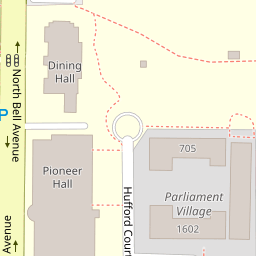 Dining
Hall
North Bell Avenue
P
705
Pioneer
Hall
Parliament
Village
1602
Hufford Court
Avenue